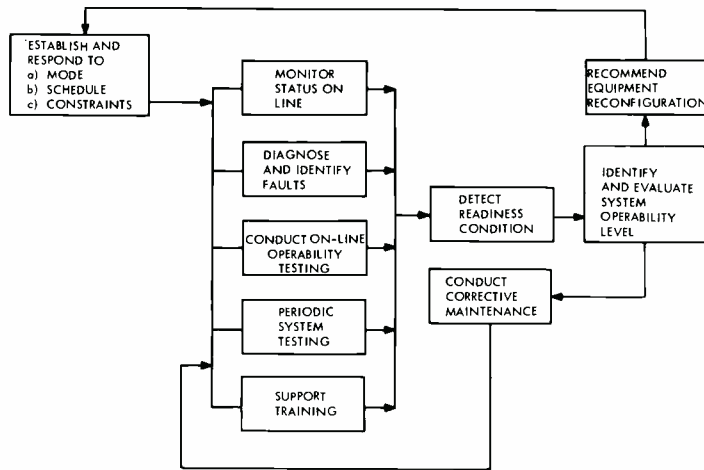 ESTABLISH AND
RESPOND TO
a) MODE
b) SCHEDULE
c) CONSTRAINTS
MONITOR
STATUS ON
LINE
DIAGNOSE
AND IDENTIFY
FAULTS
CONDUCT ON-LINE
OPERABILITY
TESTING
PERIODIC
SYSTEM
TESTING
SUPPORT
TRAINING
DETECT
READINESS
CONDITION
CONDUCT
CORRECTIVE
MAINTENANCE
RECOMMEND
EQUIPMENT
RECONFIGURATION
IDENTIFY
AND EVALUATE
SYSTEM
OPERABILITY
LEVEL